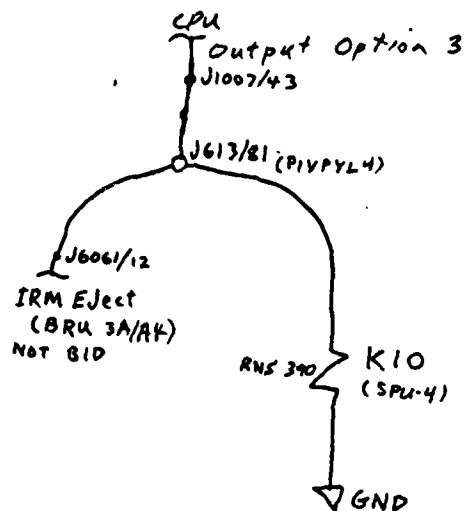 CPU
Output Option 3
J1007/43
J613/81 (PIVPYL4)
J6061/12
IRM Eject
(BRU 3A/A4)
NOT BID
RNS 390
K10
(SPU-4)
GND